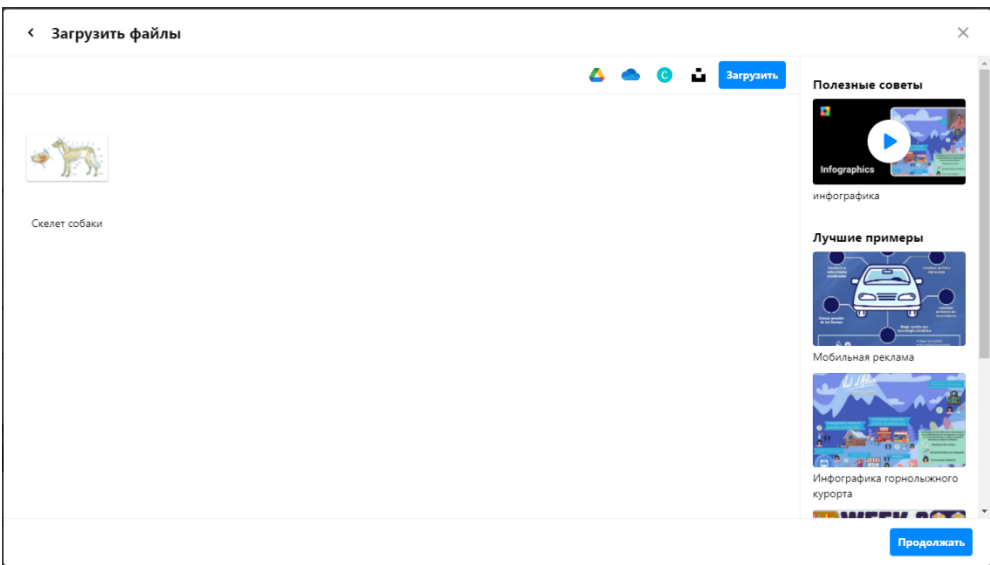 Загрузить файлы
C
Загрузить
Полезные советы
Infographics
инфографика
Скелет собаки
Лучшие примеры
Мобильная реклама
Инфографика горнолыжного
курорта
Продолжать